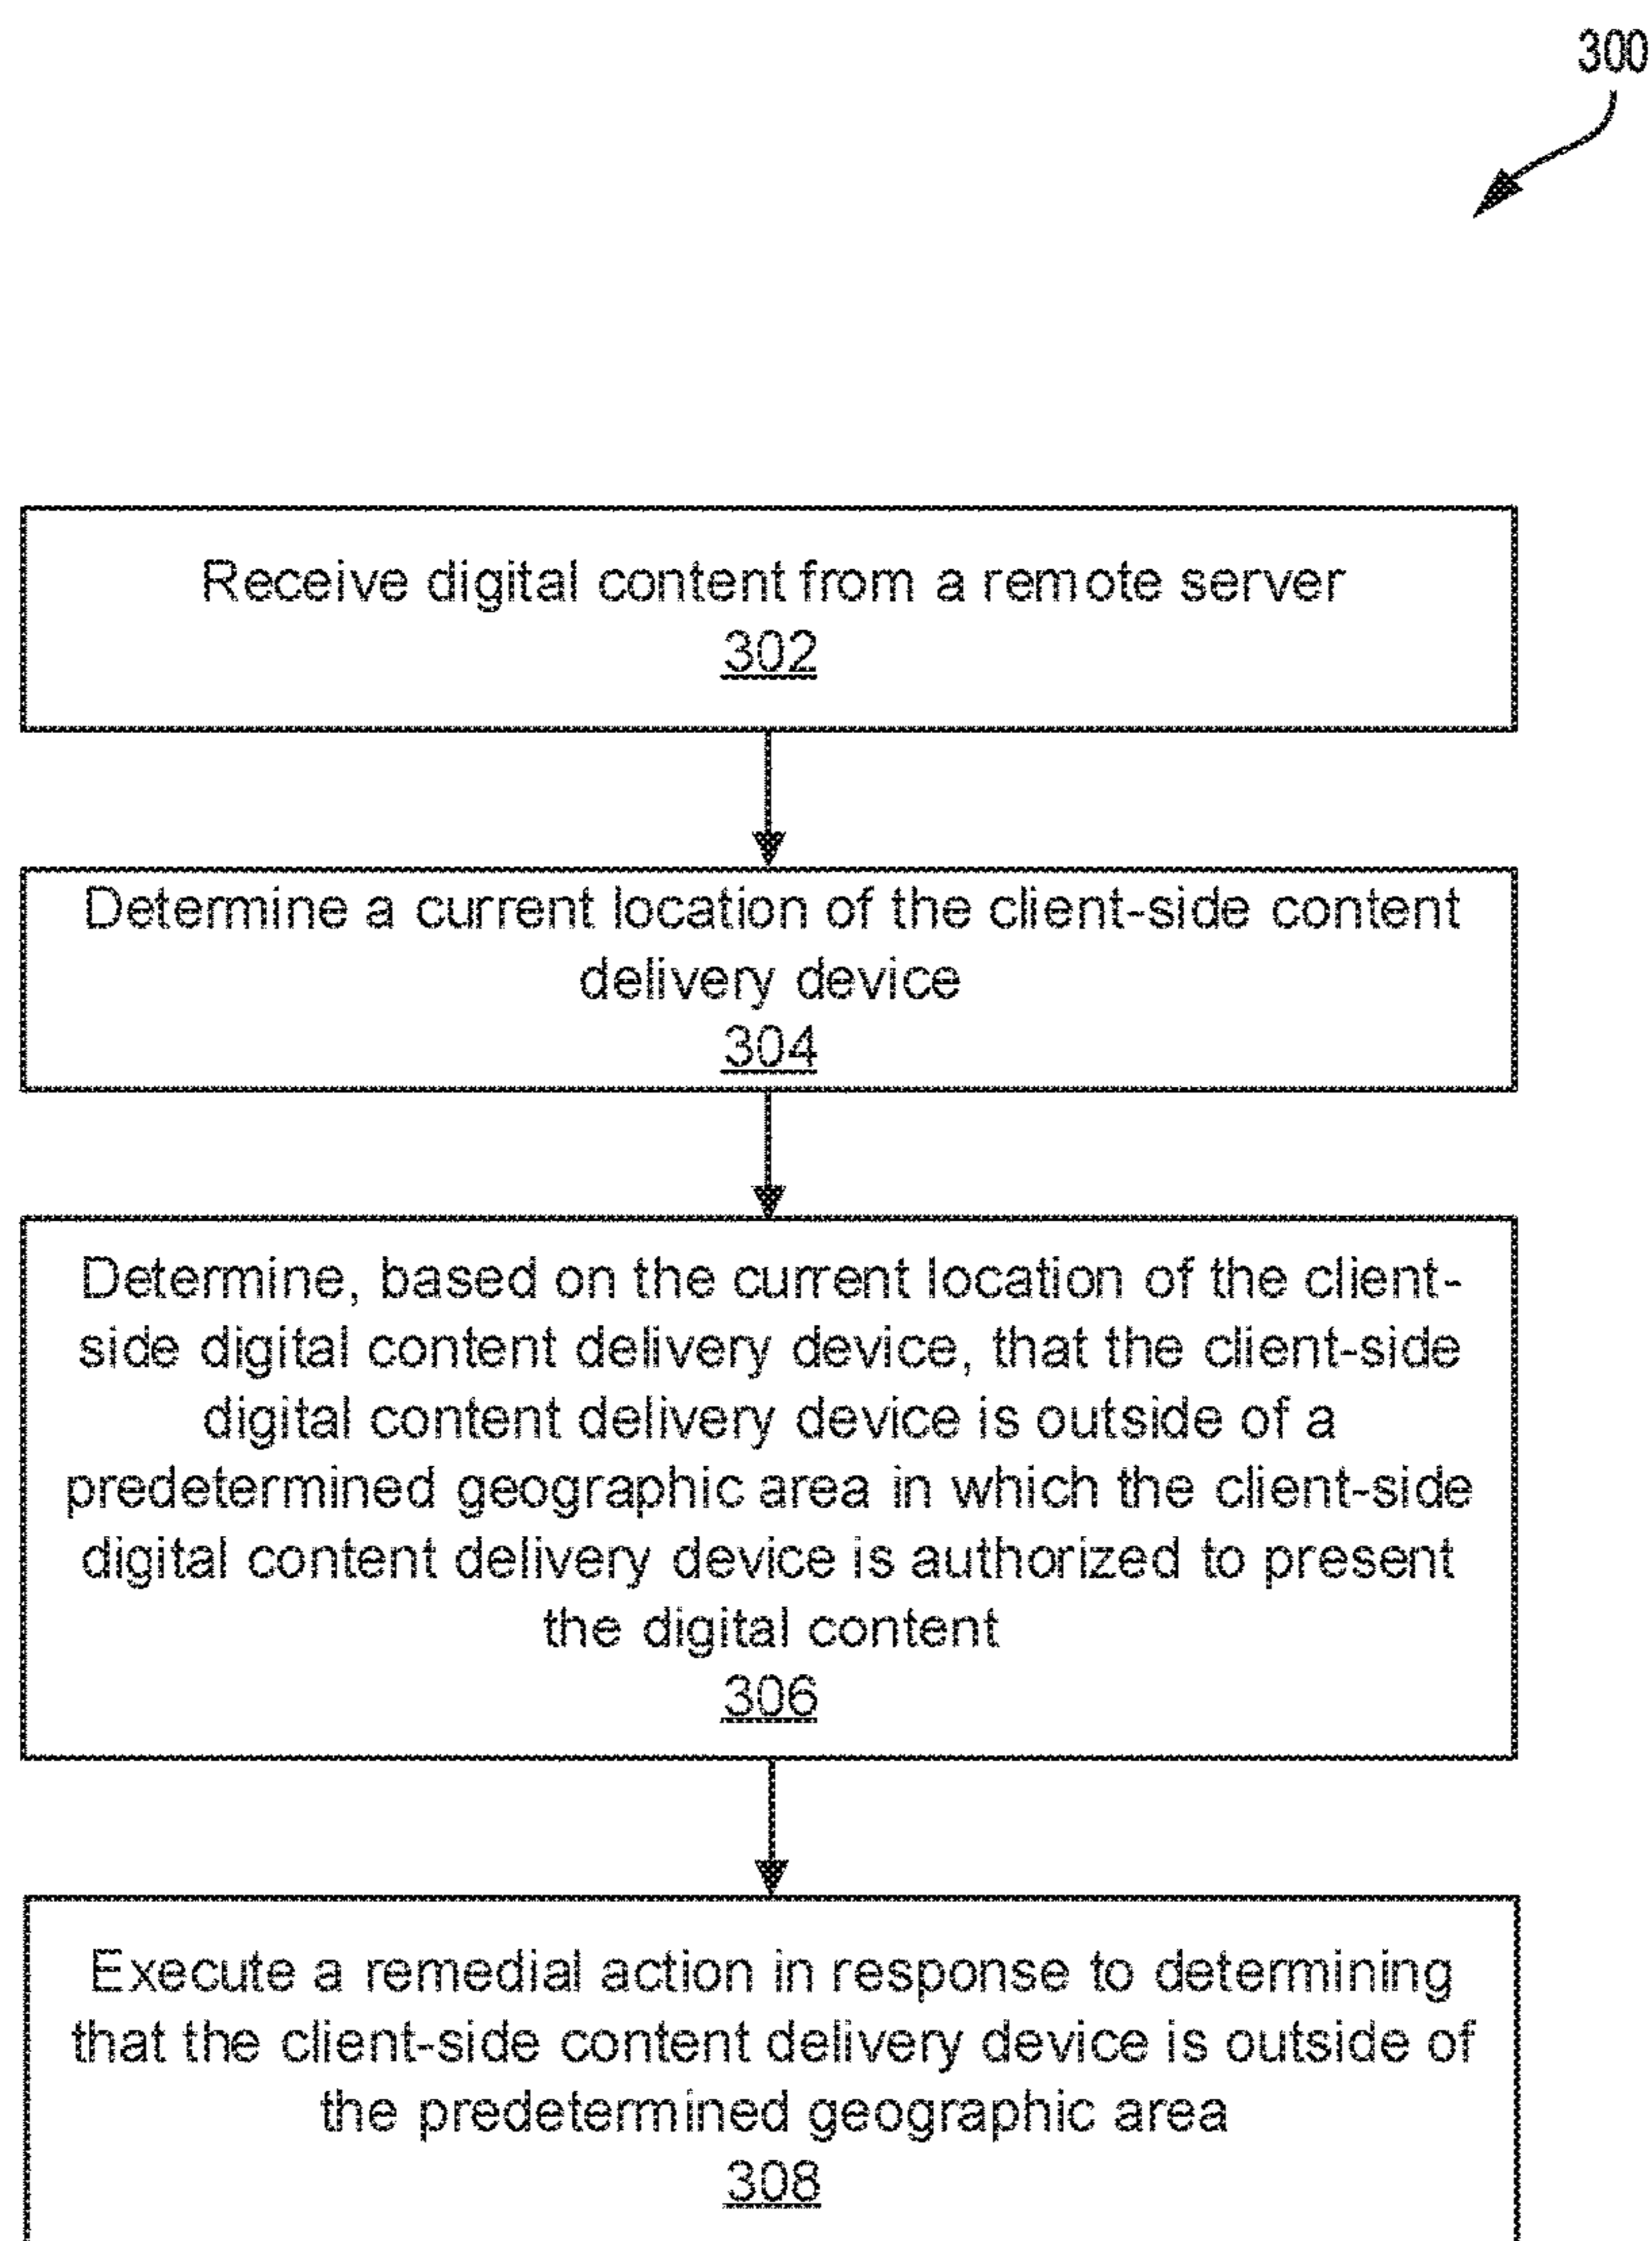 300
Receive digital content from a remote server
302
Determine a current location of the client-side content
delivery device
304
Determine, based on the current location of the client-
side digital content delivery device, that the client-side
digital content delivery device is outside of a
predetermined geographic area in which the client-side
digital content delivery device is authorized to present
the digital content
306
Execute a remedial action in response to determining
that the client-side content delivery device is outside of
the predetermined geographic area
308